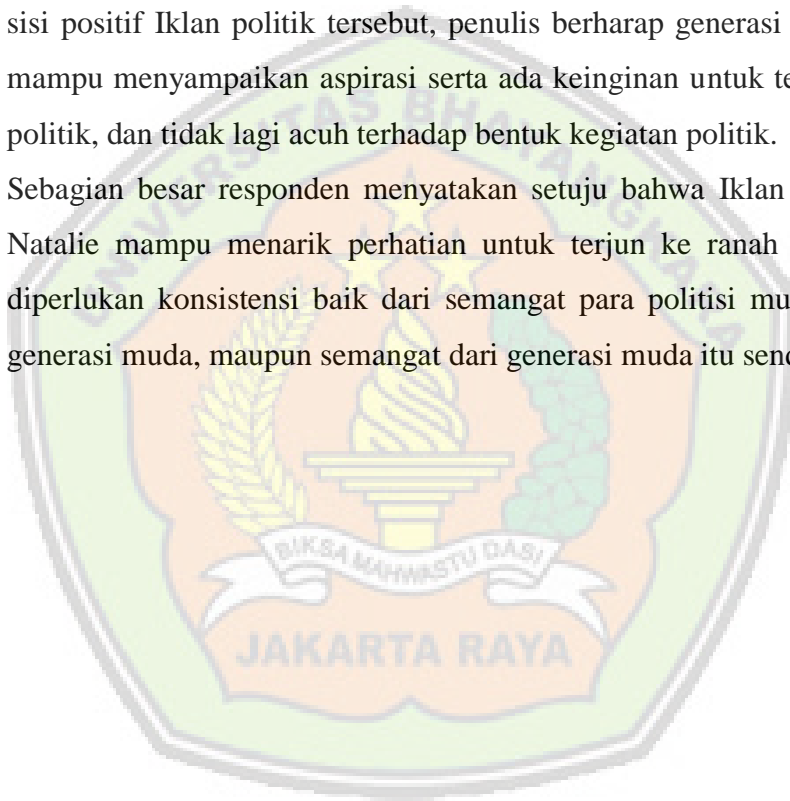 sisi positif Iklan politik tersebut, penulis berharap generasi
mampu menyampaikan aspirasi serta ada keinginan untuk te
politik, dan tidak lagi acuh terhadap bentuk kegiatan politik.
Sebagian besar responden menyatakan setuju bahwa Iklan
Natalie mampu menarik perhatian untuk terjun ke ranah
diperlukan konsistensi baik dari semangat para politisi mu
generasi muda, maupun semangat dari generasi muda itu send
UNIVERSITAS BHAYANGKARA
BIKSA MAHWASTU DASI
JAKARTA RAYA